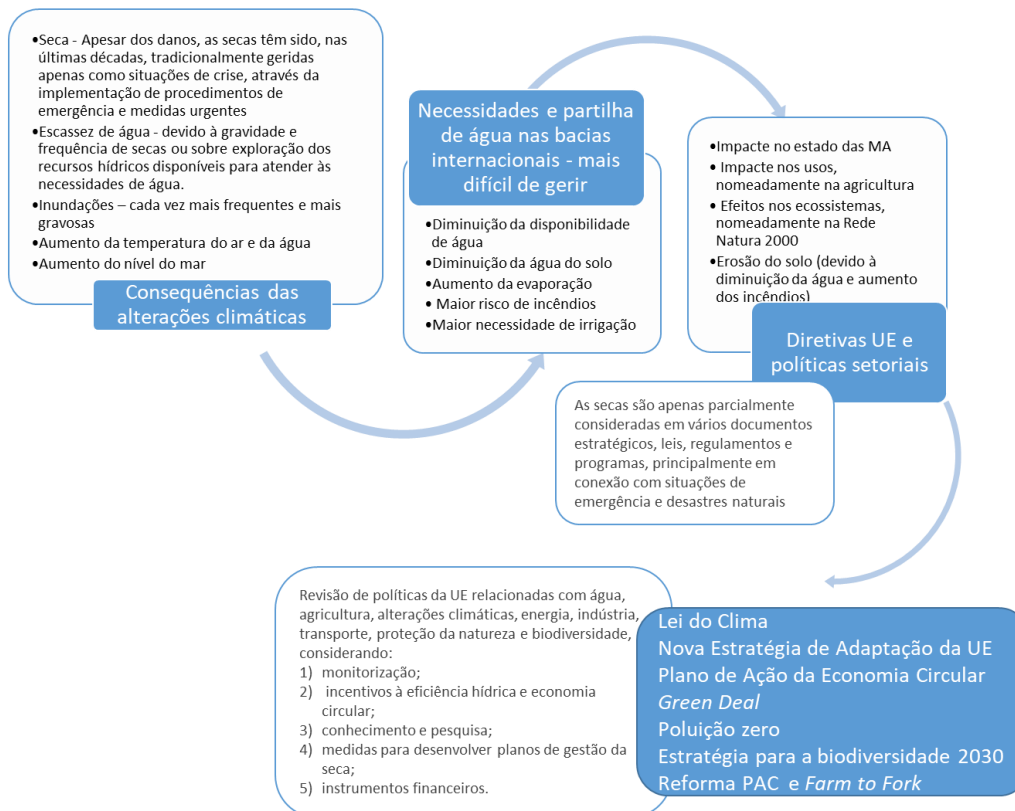 •Seca - Apesar dos danos, as secas têm sido, nas
últimas décadas, tradicionalmente geridas
apenas como situações de crise, através da
implementação de procedimentos de
emergência e medidas urgentes
•Escassez de água - devido à gravidade e
frequência de secas ou sobre exploração dos
recursos hídricos disponíveis para atender às
necessidades de água.
•Inundações – cada vez mais frequentes e mais
gravosas
•Aumento da temperatura do ar e da água
•Aumento do nível do mar
Consequências das
alterações climáticas
Necessidades e partilha
de água nas bacias
internacionais - mais
difícil de gerir
•Diminuição da disponibilidade
de água
•Diminuição da água do solo
•Aumento da evaporação
• Maior risco de incêndios
•Maior necessidade de irrigação
•Impacte no estado das MA
• Impacte nos usos,
nomeadamente na agricultura
• Efeitos nos ecossistemas,
nomeadamente na Rede
Natura 2000
•Erosão do solo (devido à
diminuição da água e aumento
dos incêndios)
Diretivas UE e
políticas setoriais
As secas são apenas parcialmente
consideradas em vários documentos
estratégicos, leis, regulamentos e
programas, principalmente em
conexão com situações de
emergência e desastres naturais
Revisão de políticas da UE relacionadas com água,
agricultura, alterações climáticas, energia, indústria,
transporte, proteção da natureza e biodiversidade,
considerando:
1) monitorização;
2) incentivos à eficiência hídrica e economia
circular;
3) conhecimento e pesquisa;
4) medidas para desenvolver planos de gestão da
seca;
5) instrumentos financeiros.
Lei do Clima
Nova Estratégia de Adaptação da UE
Plano de Ação da Economia Circular
Green Deal
Poluição zero
Estratégia para a biodiversidade 2030
Reforma PAC e Farm to Fork